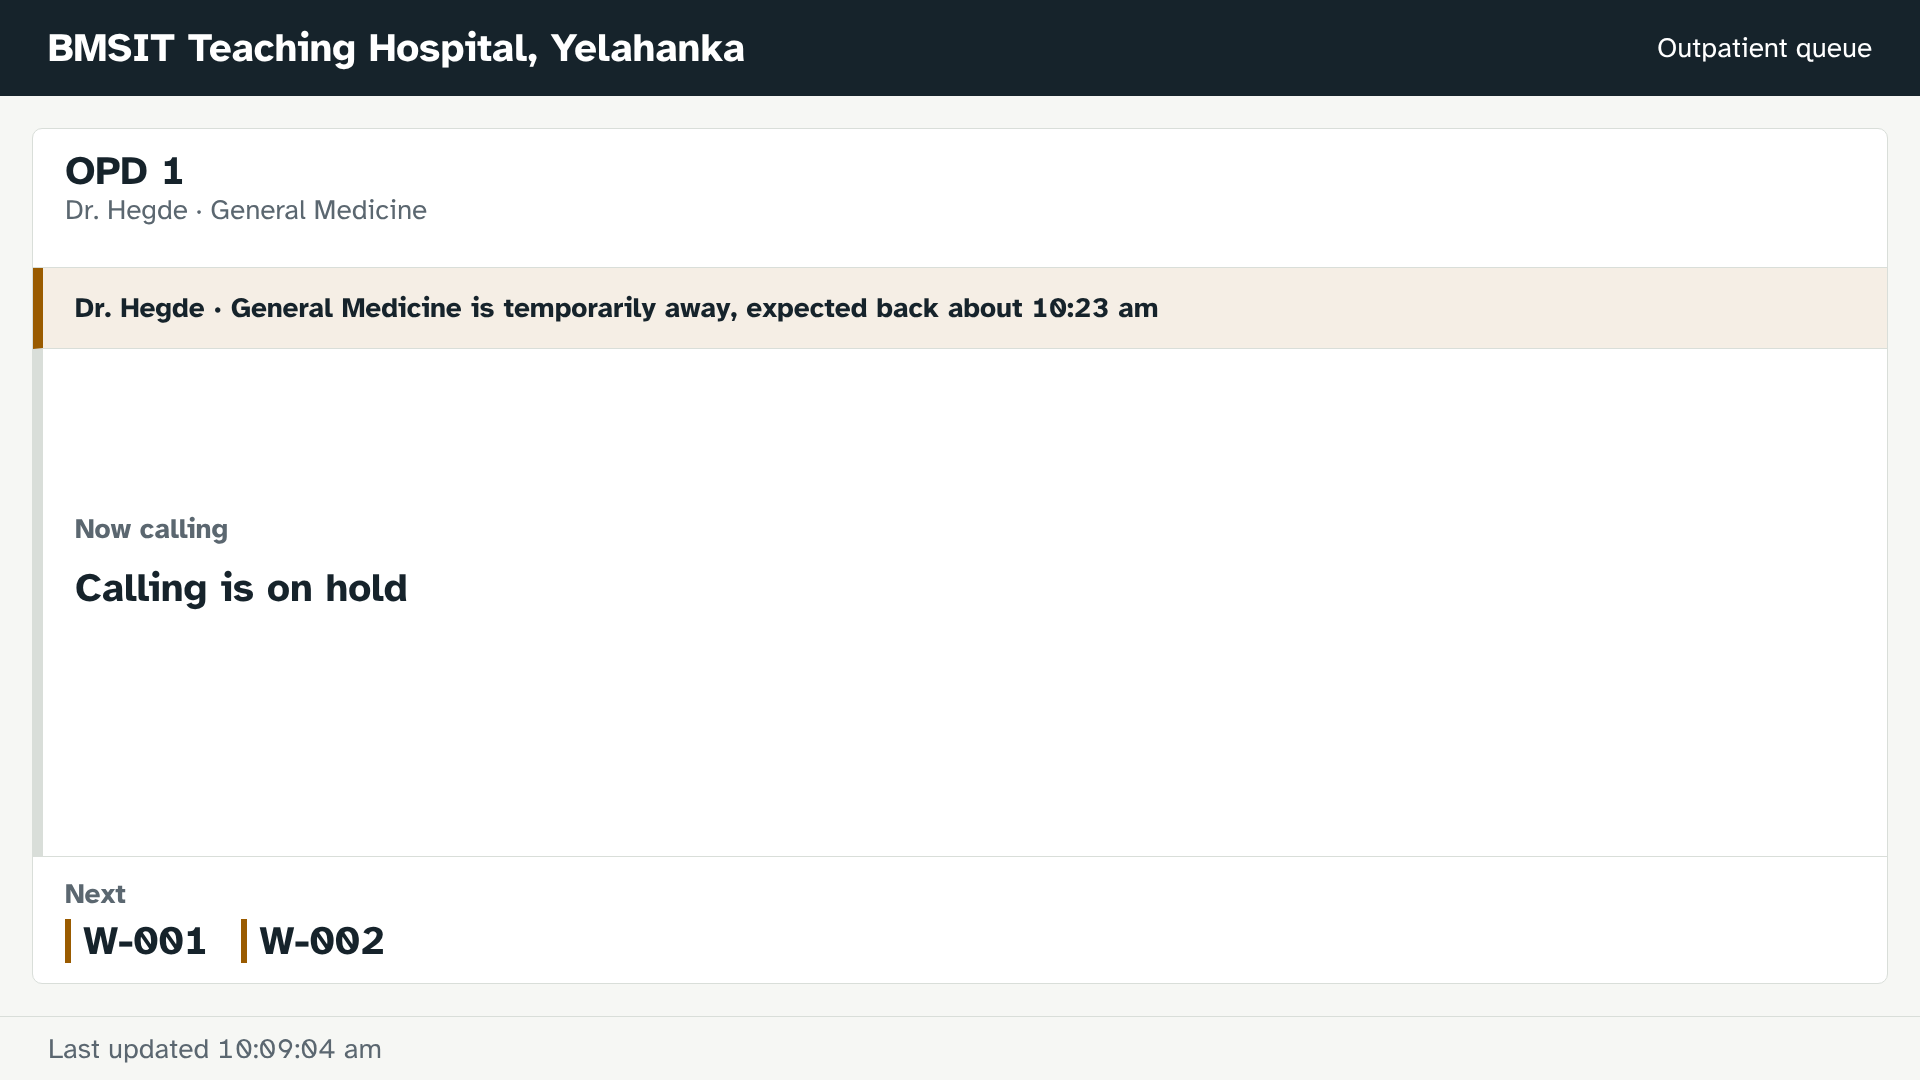 BMSIT Teaching Hospital, Yelahanka
Outpatient queue
OPD 1
Dr. Hegde · General Medicine
Dr. Hegde · General Medicine is temporarily away, expected back about 10:23 am
Now calling
Calling is on hold
Next
W-001 W-002
Last updated 10:09:04 am